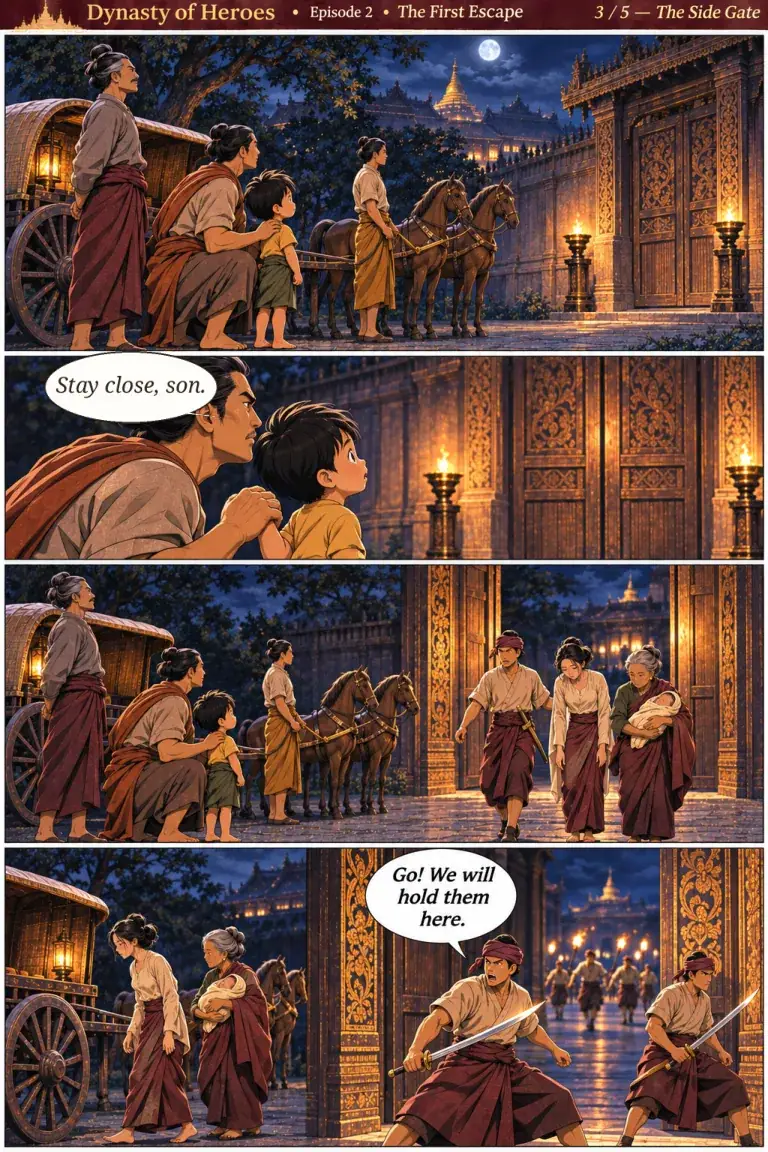 Dynasty of Heroes • Episode 2 • The First Escape 3 / 5 — The Side Gate
Stay close, son.
Go! We will
hold them
here.